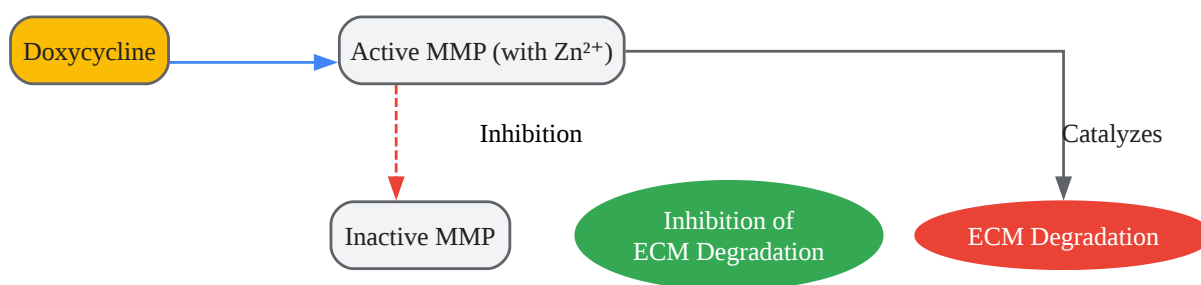 Doxycycline
Active MMP (with Zn²⁺)
Inhibition
Catalyzes
Inactive MMP
Inhibition of
ECM Degradation
ECM Degradation